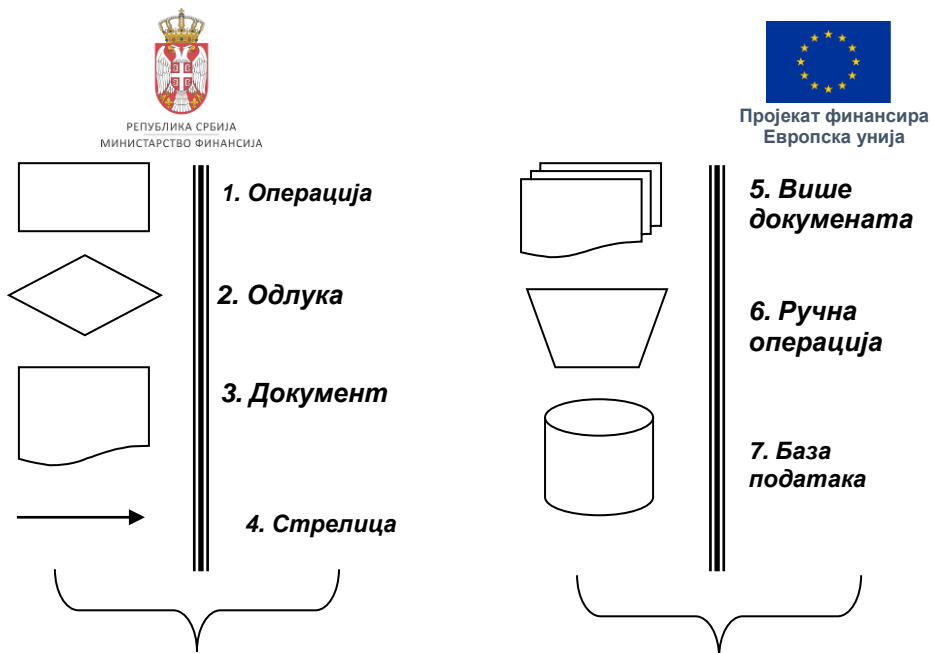 РЕПУБЛИКА СРБИЈА
МИНИСТАРСТВО ФИНАНСИЈА
Пројекат финансира
Европска унија
1. Операција
2. Одлука
3. Документ
4. Стрелица
5. Више
докумената
6. Ручна
операција
7. База
података